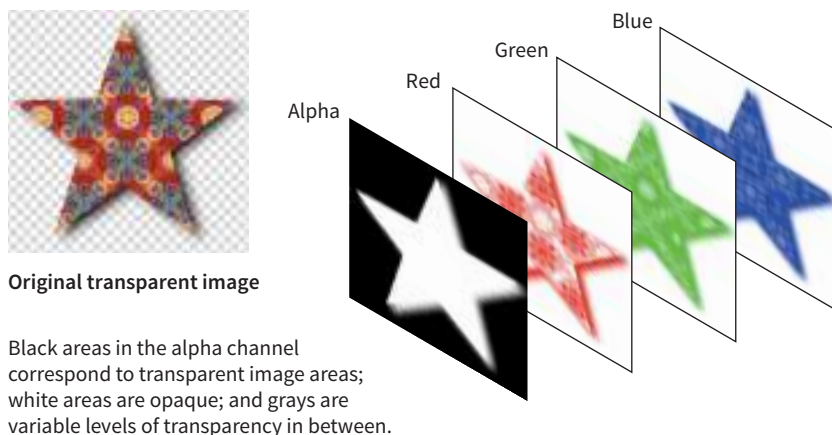 Blue
Green
Red
Alpha
Original transparent image
Black areas in the alpha channel
correspond to transparent image areas;
white areas are opaque; and grays are
variable levels of transparency in between.